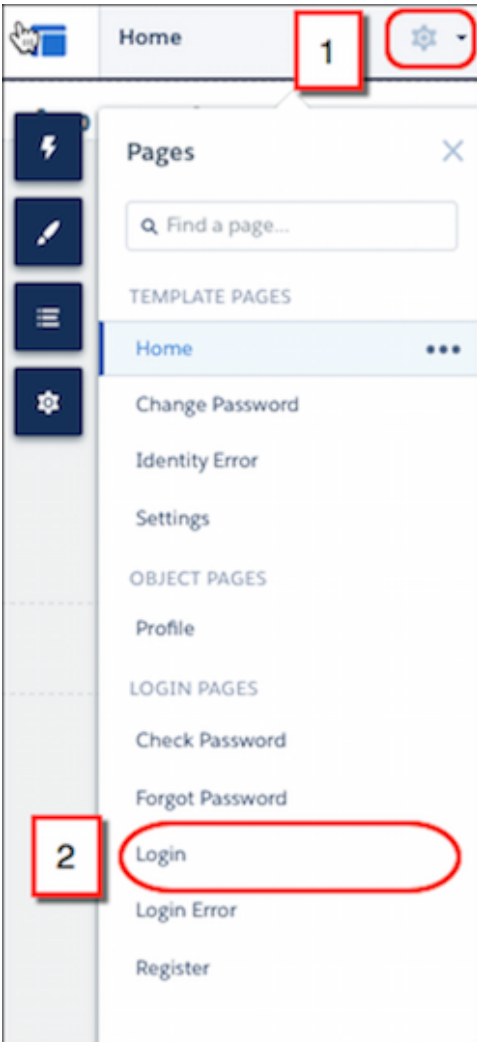 Home
1
Pages
Find a page...
TEMPLATE PAGES
Home
Change Password
Identity Error
Settings
OBJECT PAGES
Profile
LOGIN PAGES
Check Password
Forgot Password
2
Login
Login Error
Register